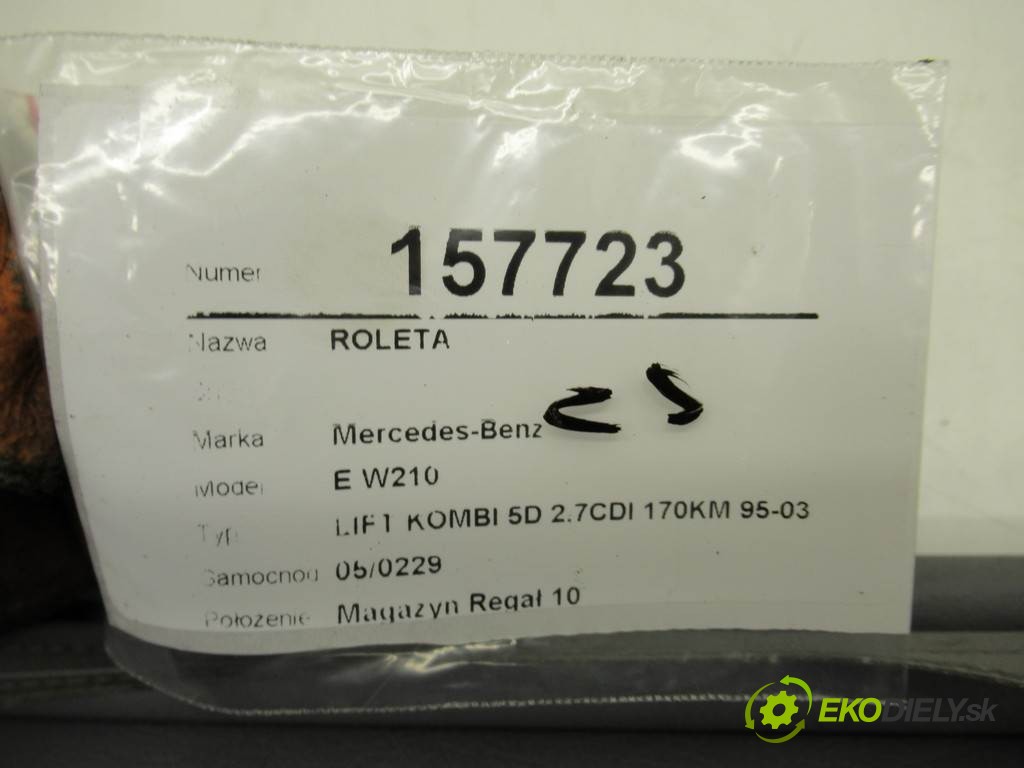 Numer 157723
Nazwa ROLETA
Marka Mercedes-Benz
Model E W210
Typ LIFT KOMBI 5D 2.7CDI 170KM 95-03
Samochód 05/0229
Położenie Magazyn Regał 10
EKODIELY.sk